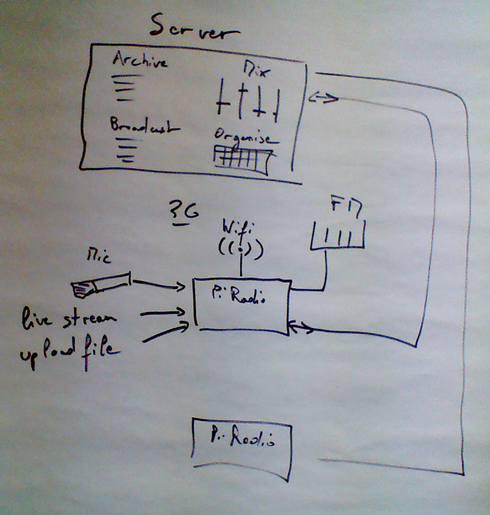 Server
Archive
Mix
Broadcast
Organise
3G
Wifi
FM
Mic
Pi Radio
live stream
upload file
Pi Radio